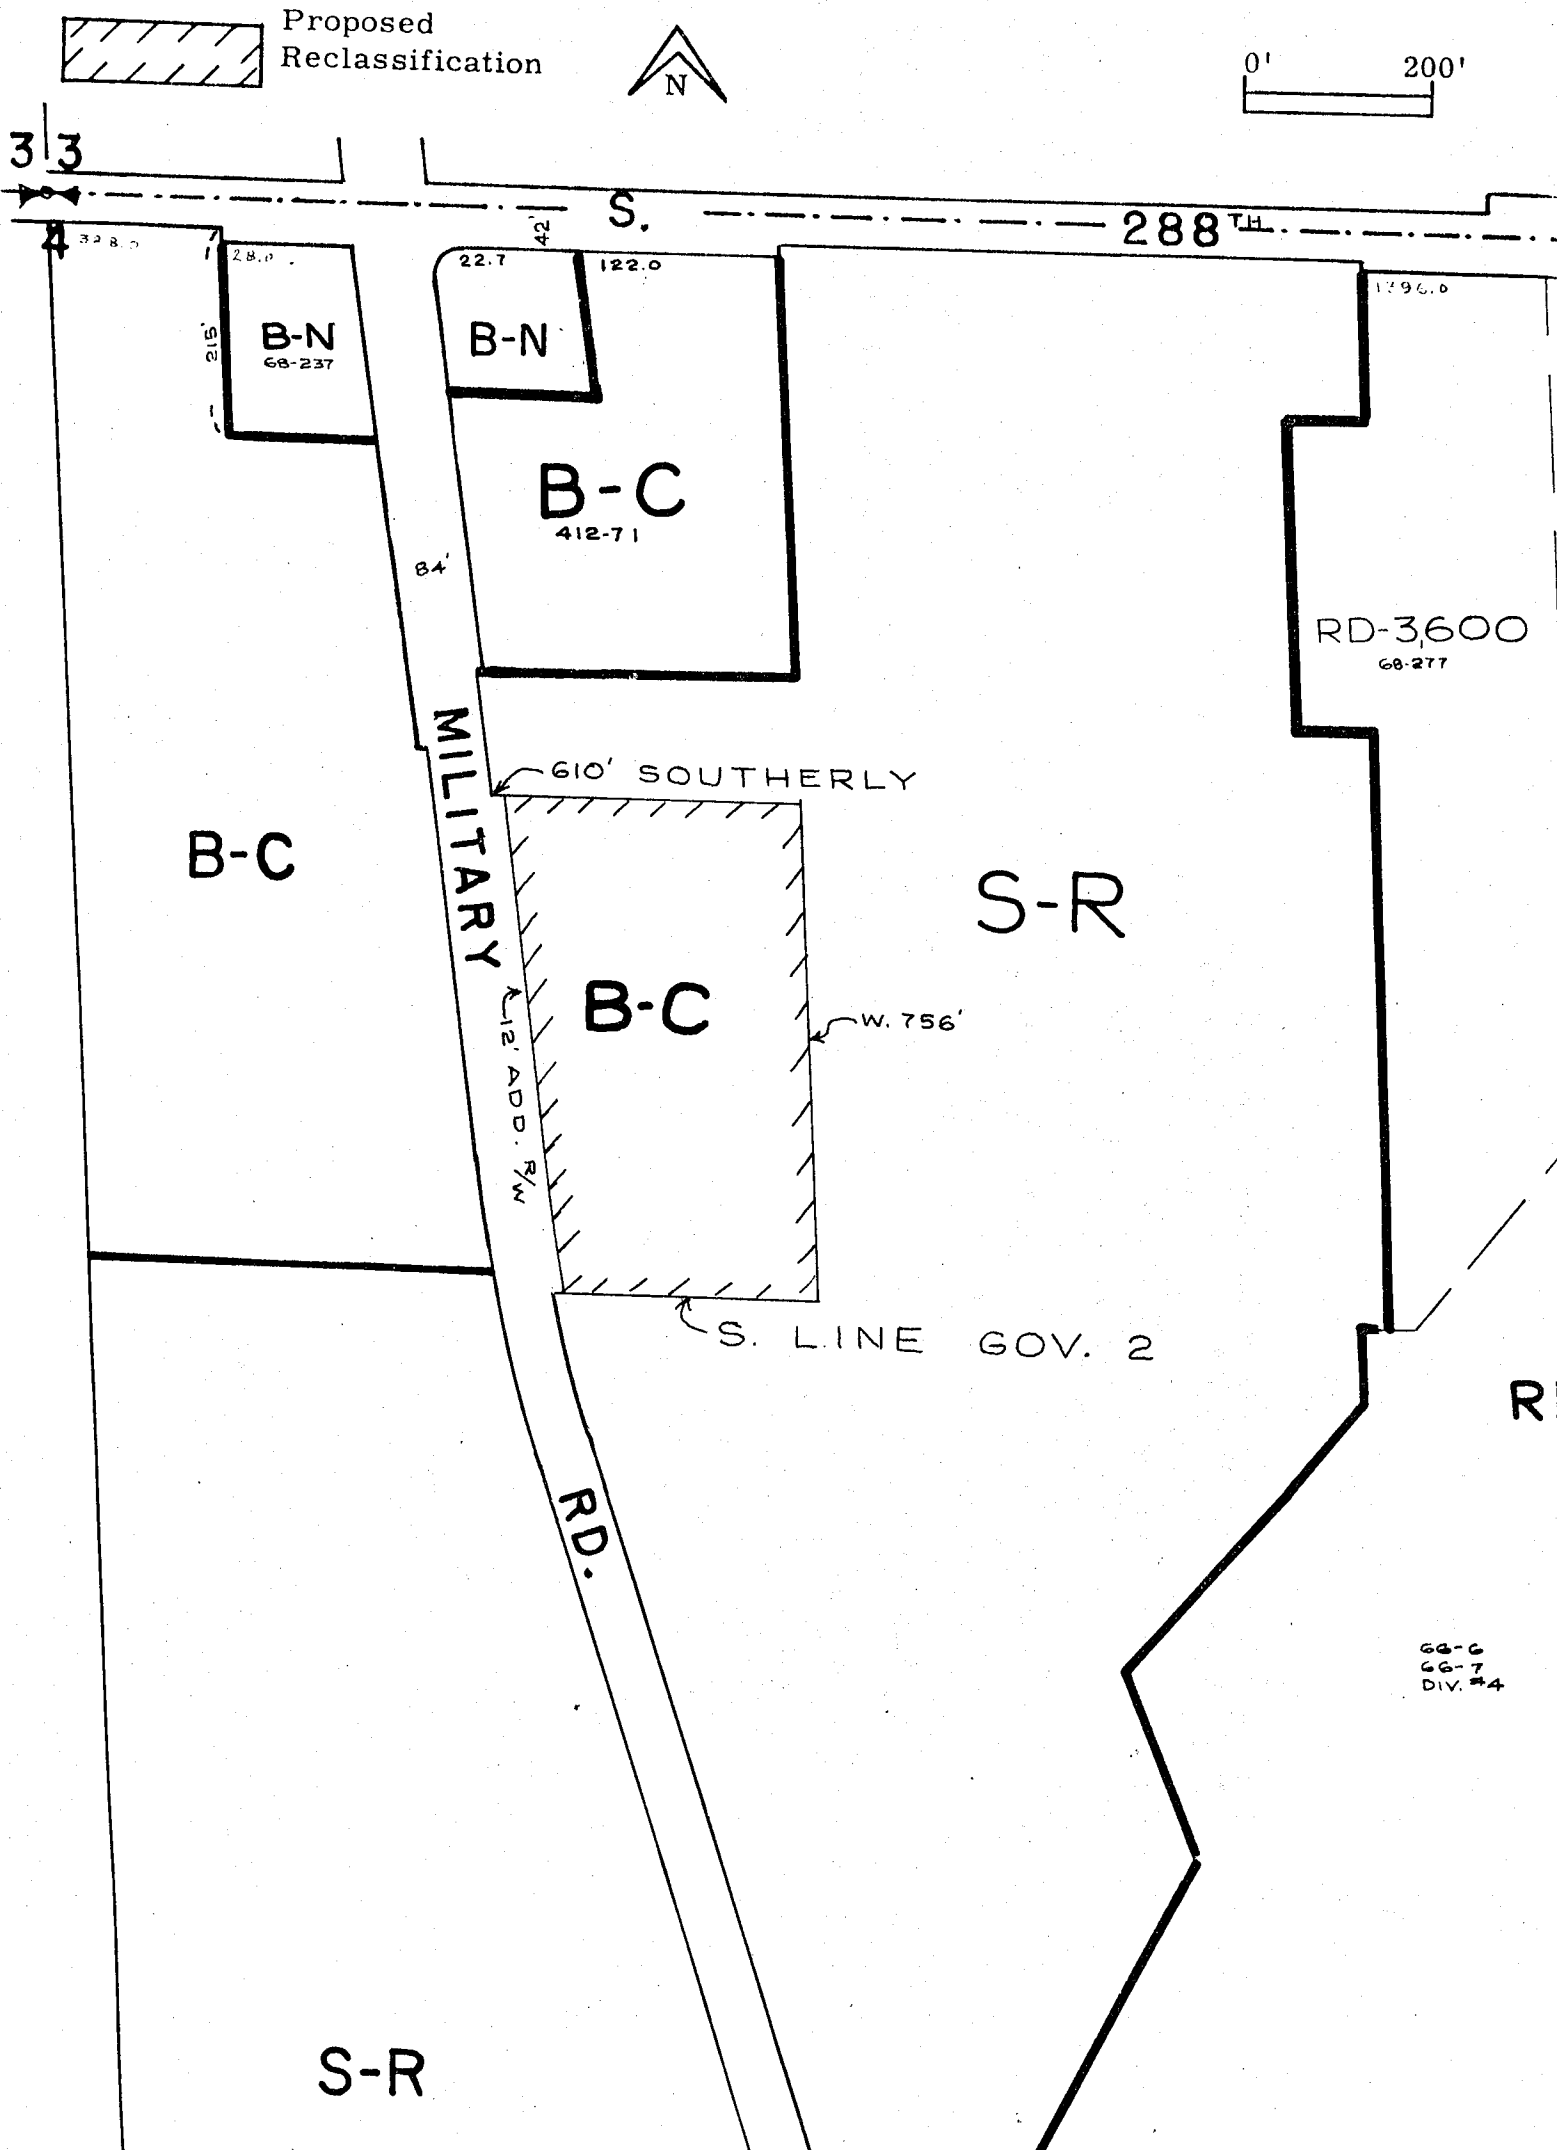 Proposed
Reclassification
N
0' 200'
3 3
4
S. 288TH
42'
28.0
22.7
122.0
1396.0
215'
B-N
68-237
B-N
B-C
412-71
84'
RD-3,600
68-277
MILITARY
610' SOUTHERLY
B-C
S-R
B-C
W. 756'
12' ADD. R/W
S. LINE GOV. 2
RD.
66-6
66-7
DIV. #4
S-R